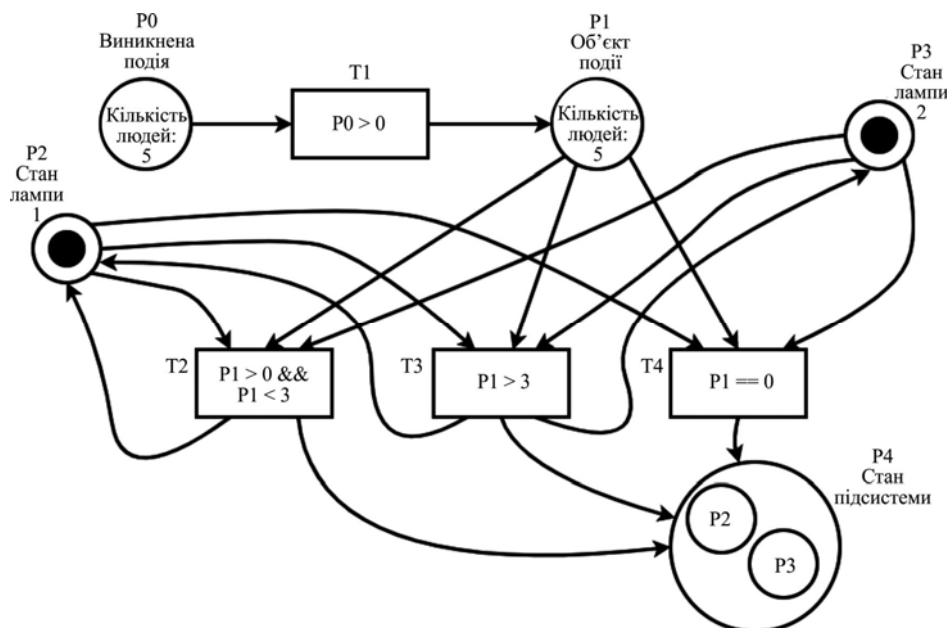 P0
Виникнена
подія
Кількість
людей:
5
T1
P0 > 0
P1
Об’єкт
події
Кількість
людей:
5
P3
Стан
лампи
2
P2
Стан
лампи
1
T2
P1 > 0 &&
P1 < 3
T3
P1 > 3
T4
P1 == 0
P4
Стан
підсистеми
P2
P3